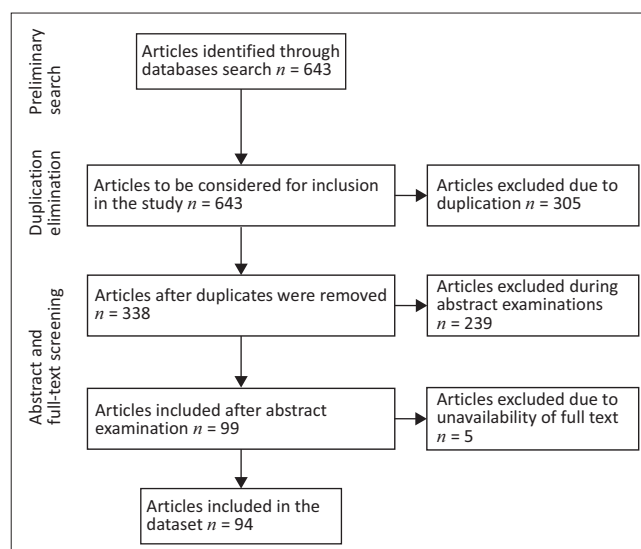 Preliminary
search
Articles identified through
databases search n = 643
Duplication
elimination
Articles to be considered for inclusion
in the study n = 643
Articles excluded due to
duplication n = 305
Abstract and
full-text screening
Articles after duplicates were removed
n = 338
Articles excluded during
abstract examinations
n = 239
Articles included after abstract
examination n = 99
Articles excluded due to
unavailability of full text
n = 5
Articles included in the
dataset n = 94